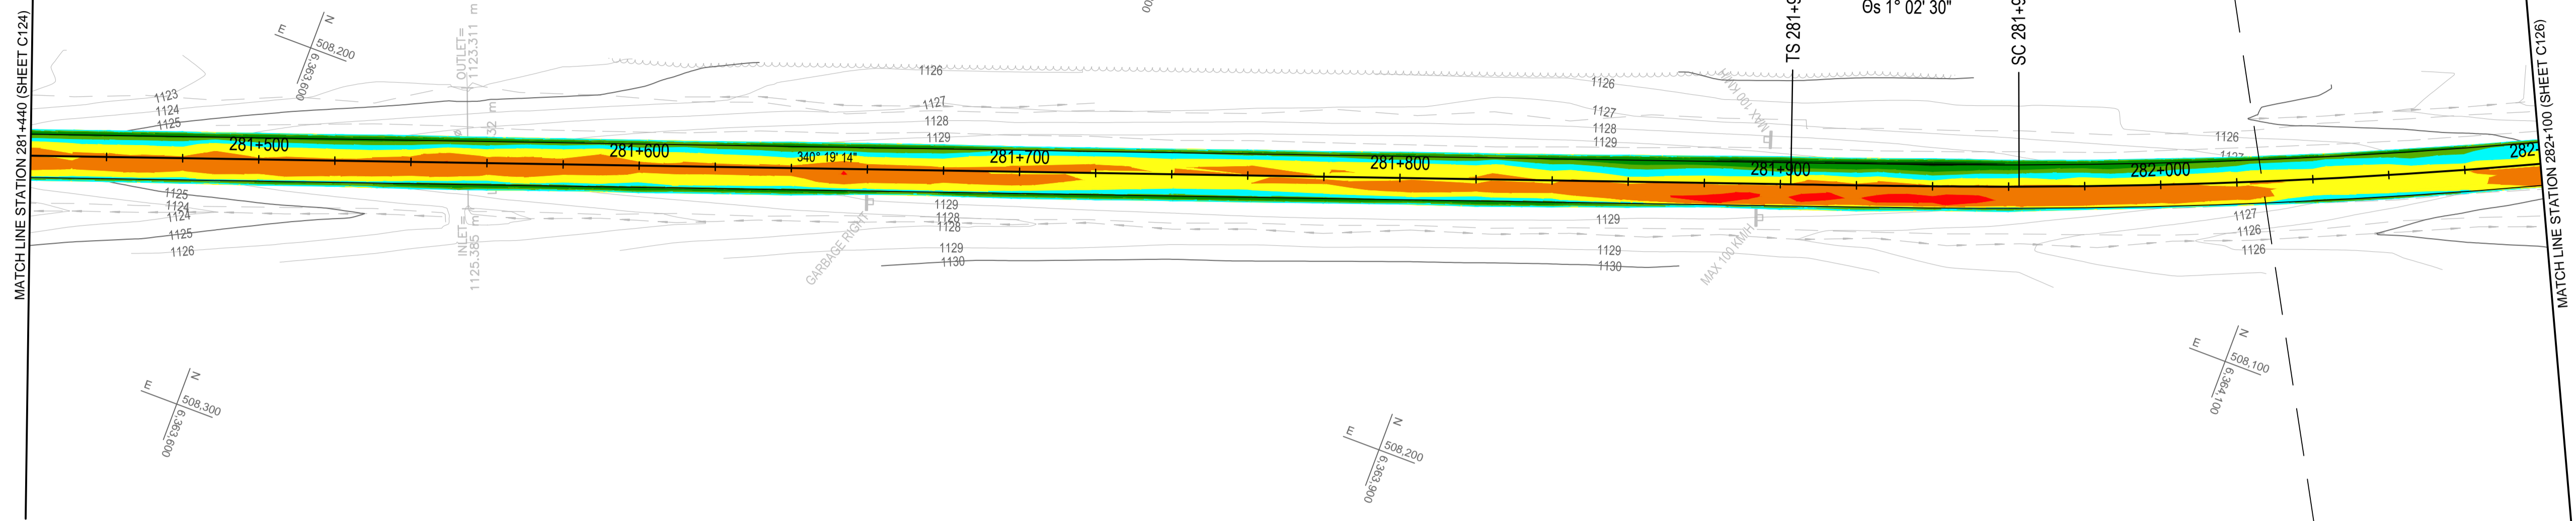 MATCH LINE STATION 281+440 (SHEET C124)
E
N
508,200
6,363,600
OUTLET=
1123.311 m
32 m
INLET=
1125.385 m
TS 281+9
Θs 1° 02' 30"
SC 281+9
MATCH LINE STATION 282+100 (SHEET C126)
1123
1124
1125
1126
1127
1128
1129
1126
1127
1128
1129
MAX 100 KM/H
1126
1127
281+500
281+600
340° 19' 14"
281+700
281+800
281+900
282+000
282+
1125
1124
1124
1125
1126
GARBAGE RIGHT
1129
1128
1128
1129
1130
1129
1129
1130
MAX 100 KM/H
1127
1126
1126
E
N
508,300
6,363,600
E
N
508,200
6,363,900
E
N
508,100
6,364,100